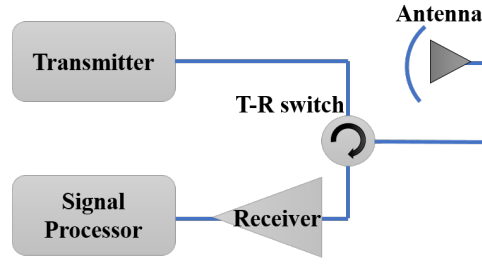 Antenna
Transmitter
T-R switch
Signal
Processor
Receiver